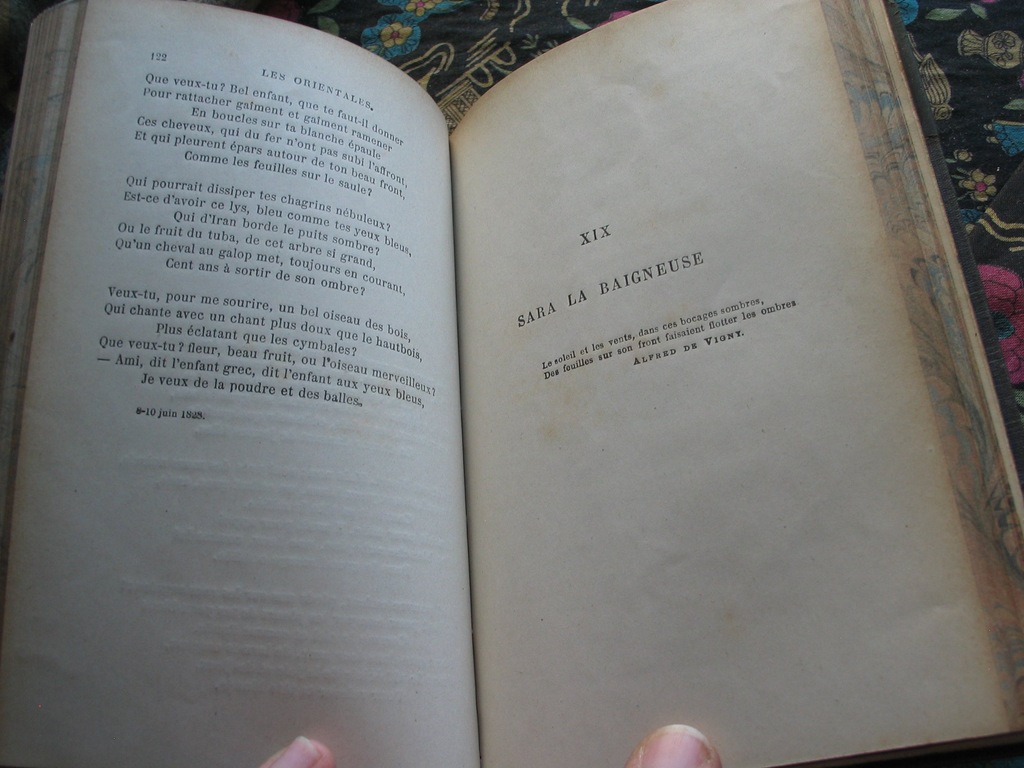 122
LES ORIENTALES.
Que veux-tu? Bel enfant, que te faut-il donner
Pour rattacher gaîment et gaîment ramener
En boucles sur ta blanche épaule
Ces cheveux, qui du fer n'ont pas subi l'affront,
Et qui pleurent épars autour de ton beau front,
Comme les feuilles sur le saule?
Qui pourrait dissiper tes chagrins nébuleux?
Est-ce d'avoir ce lys, bleu comme tes yeux bleus,
Qui d'Iran borde le puits sombre?
Ou le fruit du tuba, de cet arbre si grand,
Qu'un cheval au galop met, toujours en courant,
Cent ans à sortir de son ombre?
Veux-tu, pour me sourire, un bel oiseau des bois,
Qui chante avec un chant plus doux que le hautbois,
Plus éclatant que les cymbales?
Que veux-tu? fleur, beau fruit, ou l'oiseau merveilleux?
— Ami, dit l'enfant grec, dit l'enfant aux yeux bleus,
Je veux de la poudre et des balles.
8-10 juin 1828.
XIX
SARA LA BAIGNEUSE
Le soleil et les vents, dans ces bocages sombres,
Des feuilles sur son front faisaient flotter les ombres
ALFRED DE VIGNY.